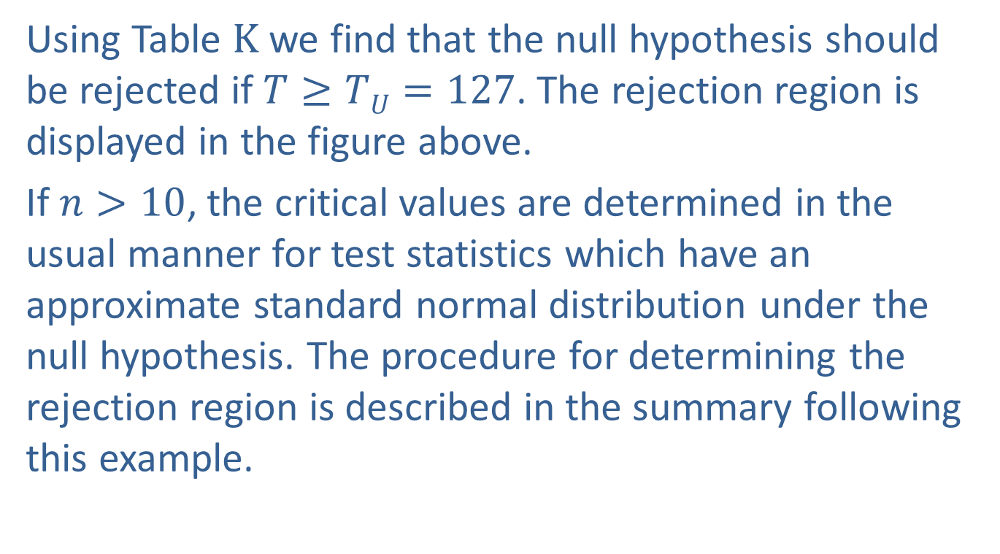 Using Table K we find that the null hypothesis should
be rejected if T ≥ T_U = 127. The rejection region is
displayed in the figure above.
If n > 10, the critical values are determined in the
usual manner for test statistics which have an
approximate standard normal distribution under the
null hypothesis. The procedure for determining the
rejection region is described in the summary following
this example.